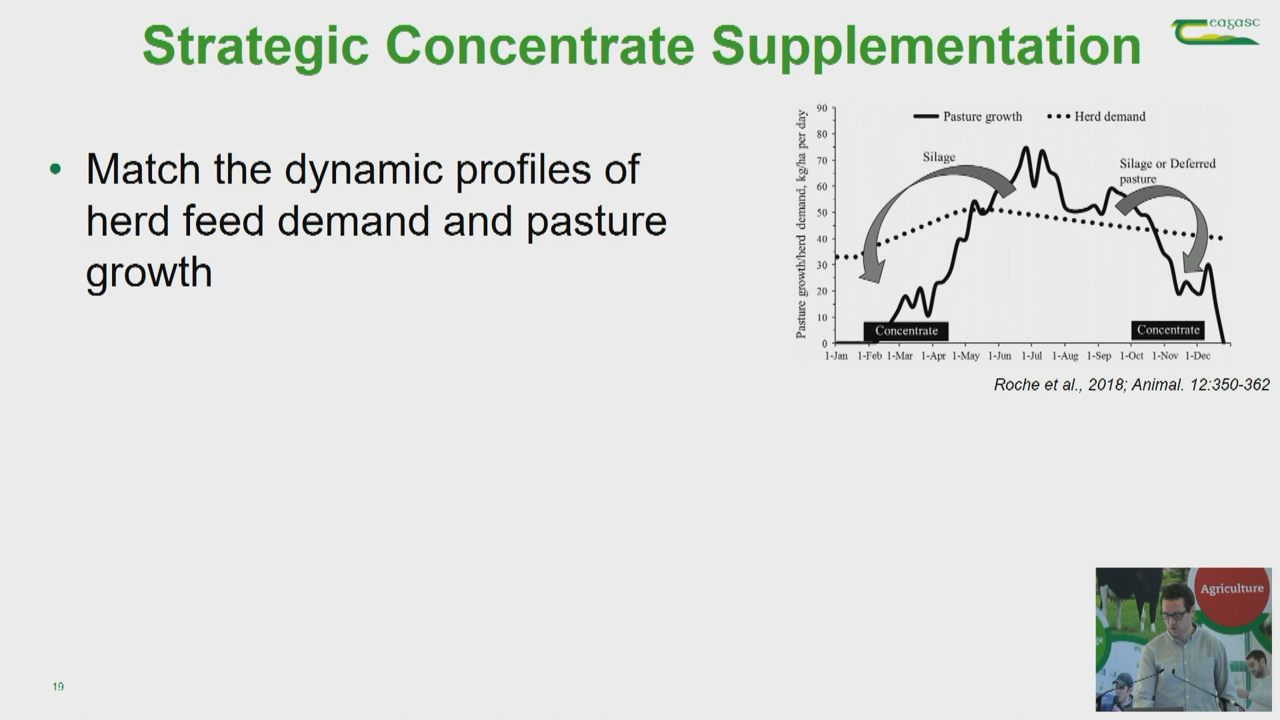 Strategic Concentrate Supplementation
eagasc
• Match the dynamic profiles of
herd feed demand and pasture
growth
Pasture growth/herd demand, kg/ha per day
90
80
70
60
50
40
30
20
10
0
Pasture growth
Herd demand
Silage
Silage or Deferred
pasture
Concentrate
Concentrate
1-Jan 1-Feb 1-Mar 1-Apr 1-May 1-Jun 1-Jul 1-Aug 1-Sep 1-Oct 1-Nov 1-Dec
Roche et al., 2018; Animal. 12:350-362
Agriculture
19